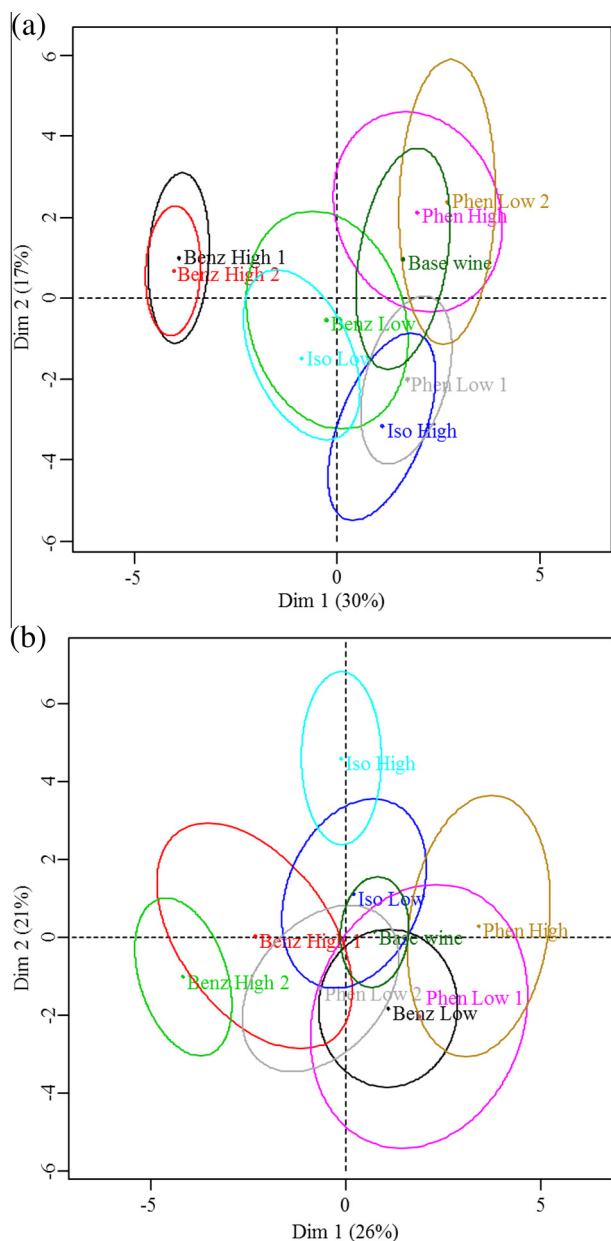 (a)
6
4
2
0
-2
-4
-6
Dim 2 (17%)
Phen Low 2
Phen High
Base wine
Benz High 1
Benz High 2
Benz Low
Iso Low
Phen Low 1
Iso High
-5
0
5
Dim 1 (30%)
(b)
6
4
2
0
-2
-4
-6
Dim 2 (21%)
Iso High
Iso Low
Phen High
Benz High 1
Base wine
Benz High 2
Phen Low 2
Phen Low 1
Benz Low
-5
0
5
Dim 1 (26%)